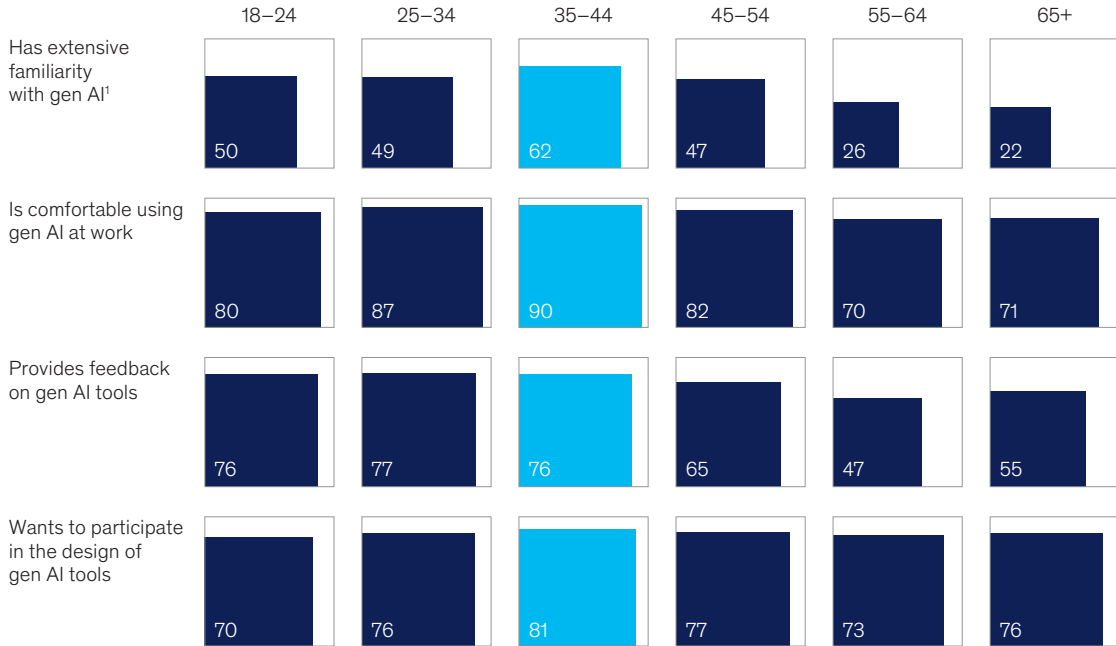 18–24 25–34 35–44 45–54 55–64 65+
Has extensive
familiarity
with gen AI¹
50 49 62 47 26 22
Is comfortable using
gen AI at work
80 87 90 82 70 71
Provides feedback
on gen AI tools
76 77 76 65 47 55
Wants to participate
in the design of
gen AI tools
70 76 81 77 73 76